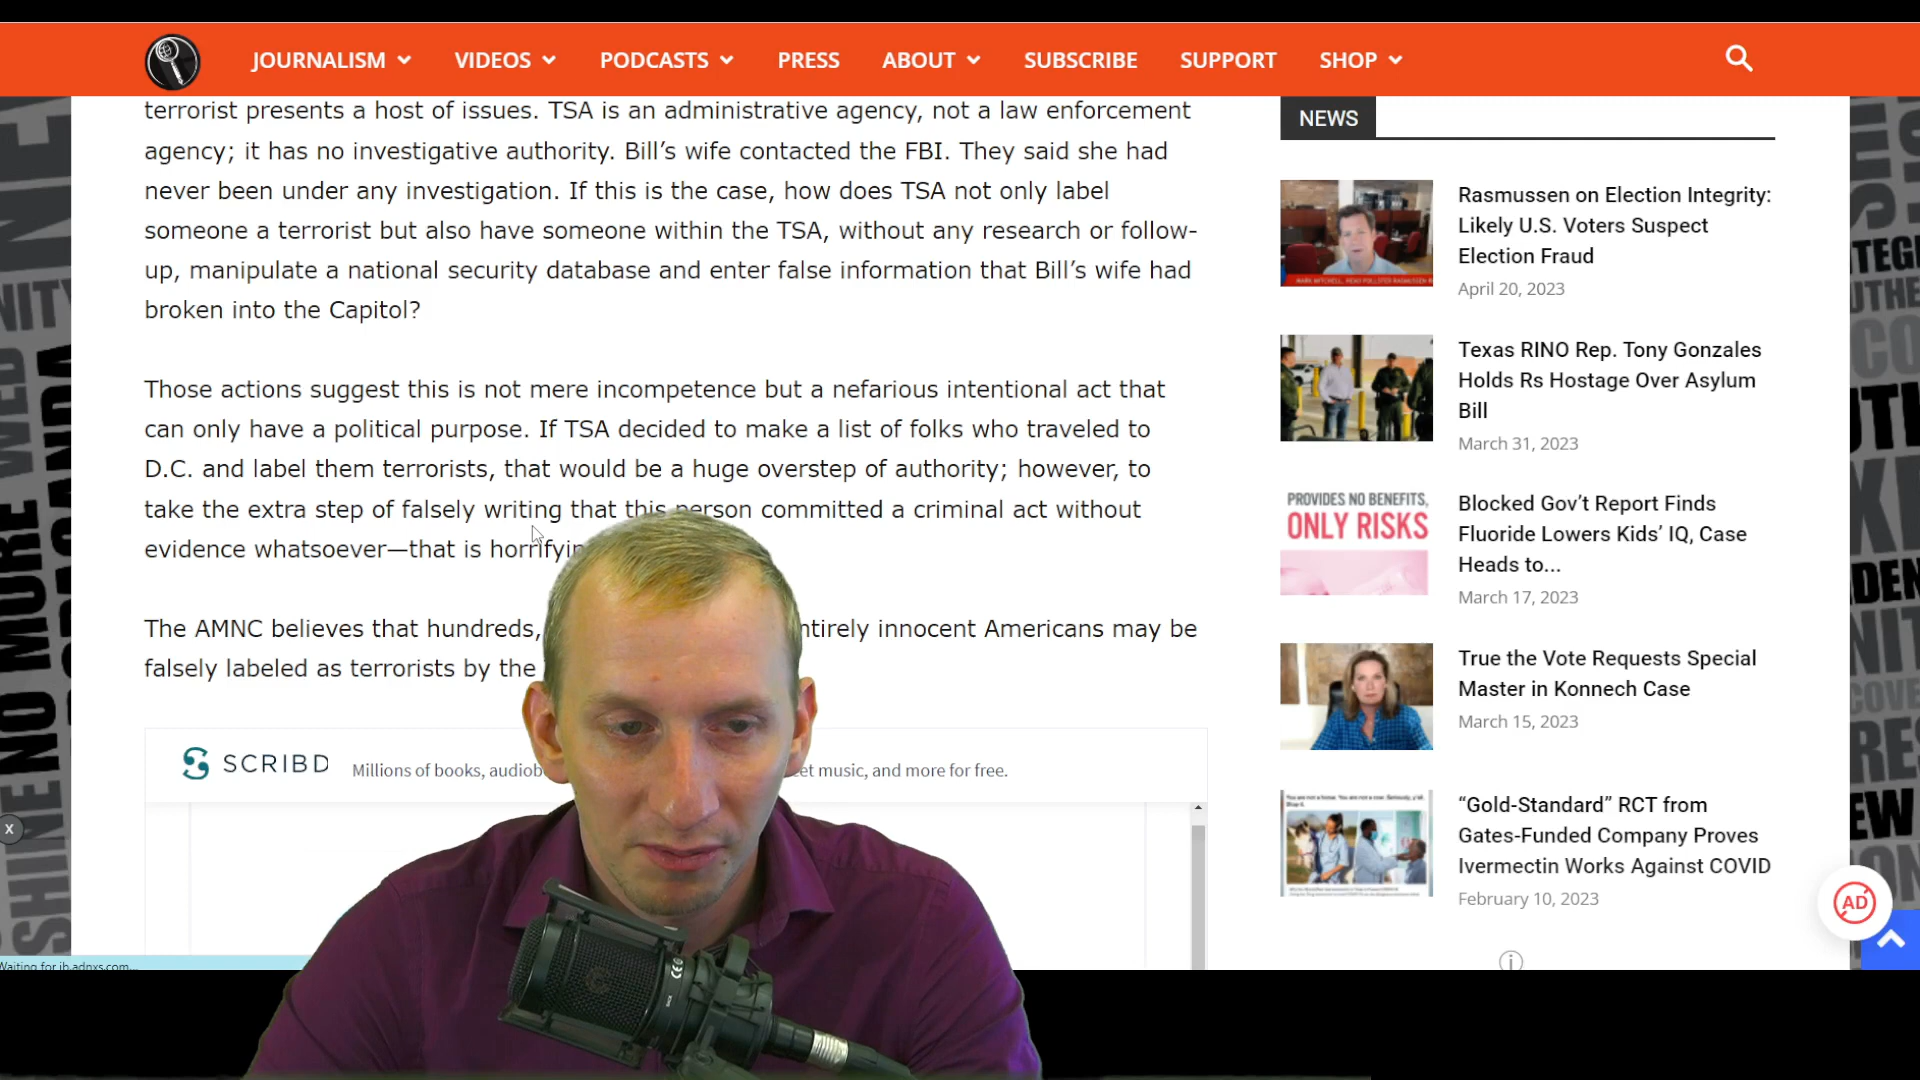 JOURNALISM VIDEOS PODCASTS PRESS ABOUT SUBSCRIBE SUPPORT SHOP
terrorist presents a host of issues. TSA is an administrative agency, not a law enforcement
agency; it has no investigative authority. Bill’s wife contacted the FBI. They said she had
never been under any investigation. If this is the case, how does TSA not only label
someone a terrorist but also have someone within the TSA, without any research or follow-
up, manipulate a national security database and enter false information that Bill’s wife had
broken into the Capitol?
Those actions suggest this is not mere incompetence but a nefarious intentional act that
can only have a political purpose. If TSA decided to make a list of folks who traveled to
D.C. and label them terrorists, that would be a huge overstep of authority; however, to
take the extra step of falsely writing that this person committed a criminal act without
evidence whatsoever—that is
The AMNC believes that hundreds, innocent Americans may be
falsely labeled as terrorists by the
SCRIBD
Millions of books, music, and more for free.
NEWS
Rasmussen on Election Integrity:
Likely U.S. Voters Suspect
Election Fraud
April 20, 2023
Texas RINO Rep. Tony Gonzales
Holds Rs Hostage Over Asylum
Bill
March 31, 2023
PROVIDES NO BENEFITS,
ONLY RISKS
Blocked Gov’t Report Finds
Fluoride Lowers Kids’ IQ, Case
Heads to...
March 17, 2023
True the Vote Requests Special
Master in Konnech Case
March 15, 2023
“Gold-Standard” RCT from
Gates-Funded Company Proves
Ivermectin Works Against COVID
February 10, 2023
AD
X
Waiting for ib.adnxs.com...
NO MORE
SHINE